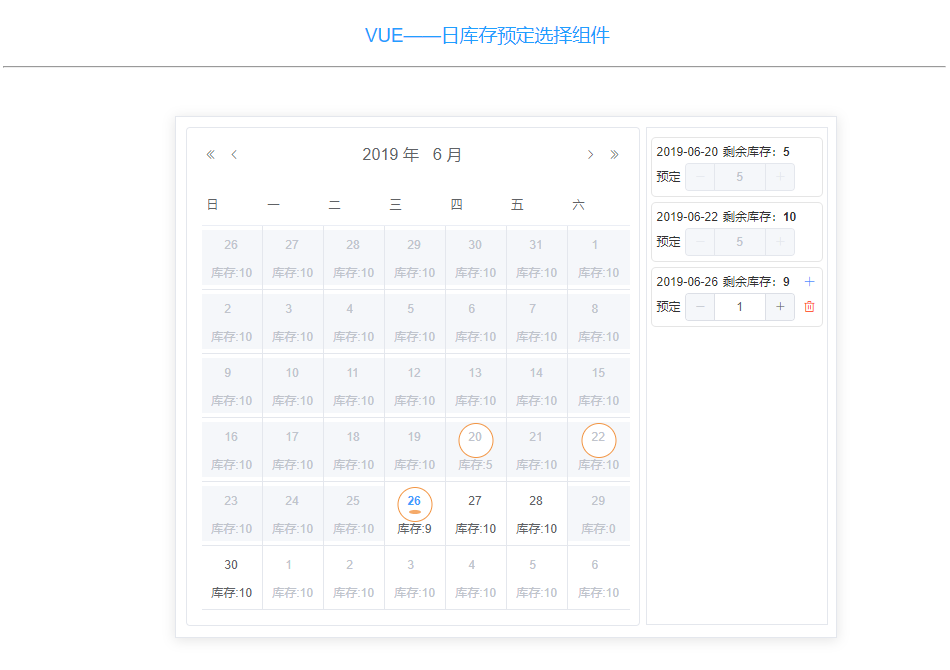 VUE——日库存预定选择组件
2019 年 6 月
日 一 二 三 四 五 六
26 27 28 29 30 31 1
库存:10 库存:10 库存:10 库存:10 库存:10 库存:10 库存:10
2 3 4 5 6 7 8
库存:10 库存:10 库存:10 库存:10 库存:10 库存:10 库存:10
9 10 11 12 13 14 15
库存:10 库存:10 库存:10 库存:10 库存:10 库存:10 库存:10
16 17 18 19 20 21 22
库存:10 库存:10 库存:10 库存:10 库存:5 库存:10 库存:10
23 24 25 26 27 28 29
库存:10 库存:10 库存:10 库存:9 库存:10 库存:10 库存:0
30 1 2 3 4 5 6
库存:10 库存:10 库存:10 库存:10 库存:10 库存:10 库存:10
2019-06-20 剩余库存：5
预定 － 5 +
2019-06-22 剩余库存：10
预定 － 5 +
2019-06-26 剩余库存：9 +
预定 － 1 +